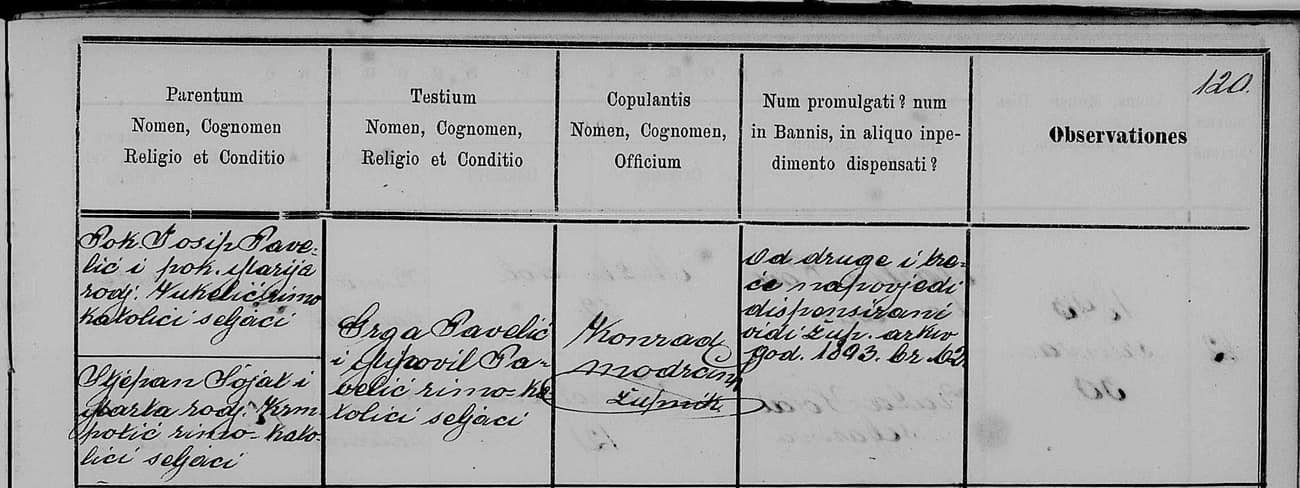 120.
Parentum
Nomen, Cognomen
Religio et Conditio
Testium
Nomen, Cognomen,
Religio et Conditio
Copulantis
Nomen, Cognomen,
Officium
Num promulgati? num
in Bannis, in aliquo inpe-
dimento dispensati?
Observationes
Pok. Josip Pave-
lić i pok. Marija
rodj. Vukelić rimo
katolici seljaci
Stjepan Šojat i
Marta rodj. Krm-
potić rimo-kato-
lici seljaci
Grga Pavelić
i Pa-
velić rimo-ka
tolici seljaci
Konrad
Modrčin
župnik
od druge i tre-
će napovjedi
dispensirani
vidi žup. arkiv
god. 1893. br. 62